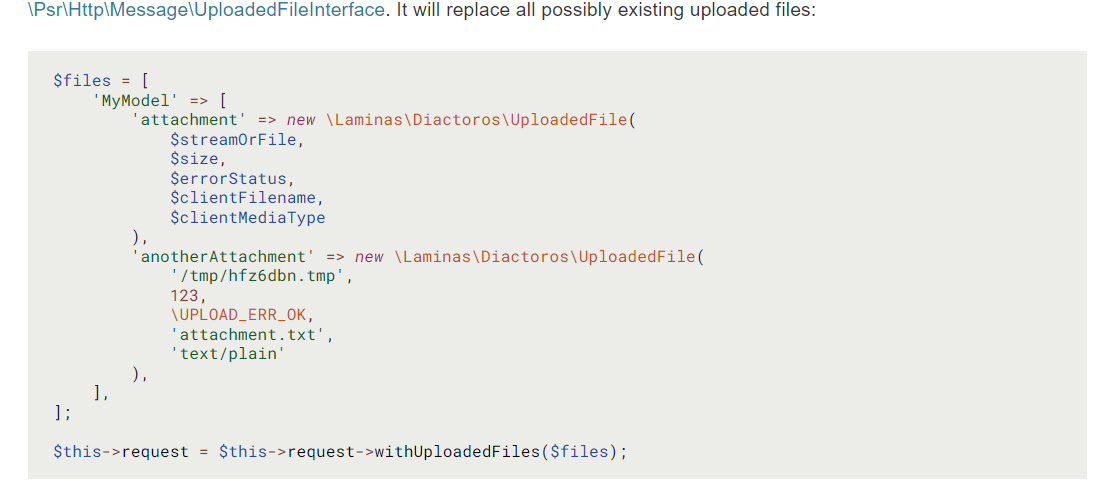 \Psr\Http\Message\UploadedFileInterface. It will replace all possibly existing uploaded files:
$files = [
    'MyModel' => [
        'attachment' => new \Laminas\Diactoros\UploadedFile(
            $streamOrFile,
            $size,
            $errorStatus,
            $clientFilename,
            $clientMediaType
        ),
        'anotherAttachment' => new \Laminas\Diactoros\UploadedFile(
            '/tmp/hfz6dbn.tmp',
            123,
            \UPLOAD_ERR_OK,
            'attachment.txt',
            'text/plain'
        ),
    ],
];
$this->request = $this->request->withUploadedFiles($files);